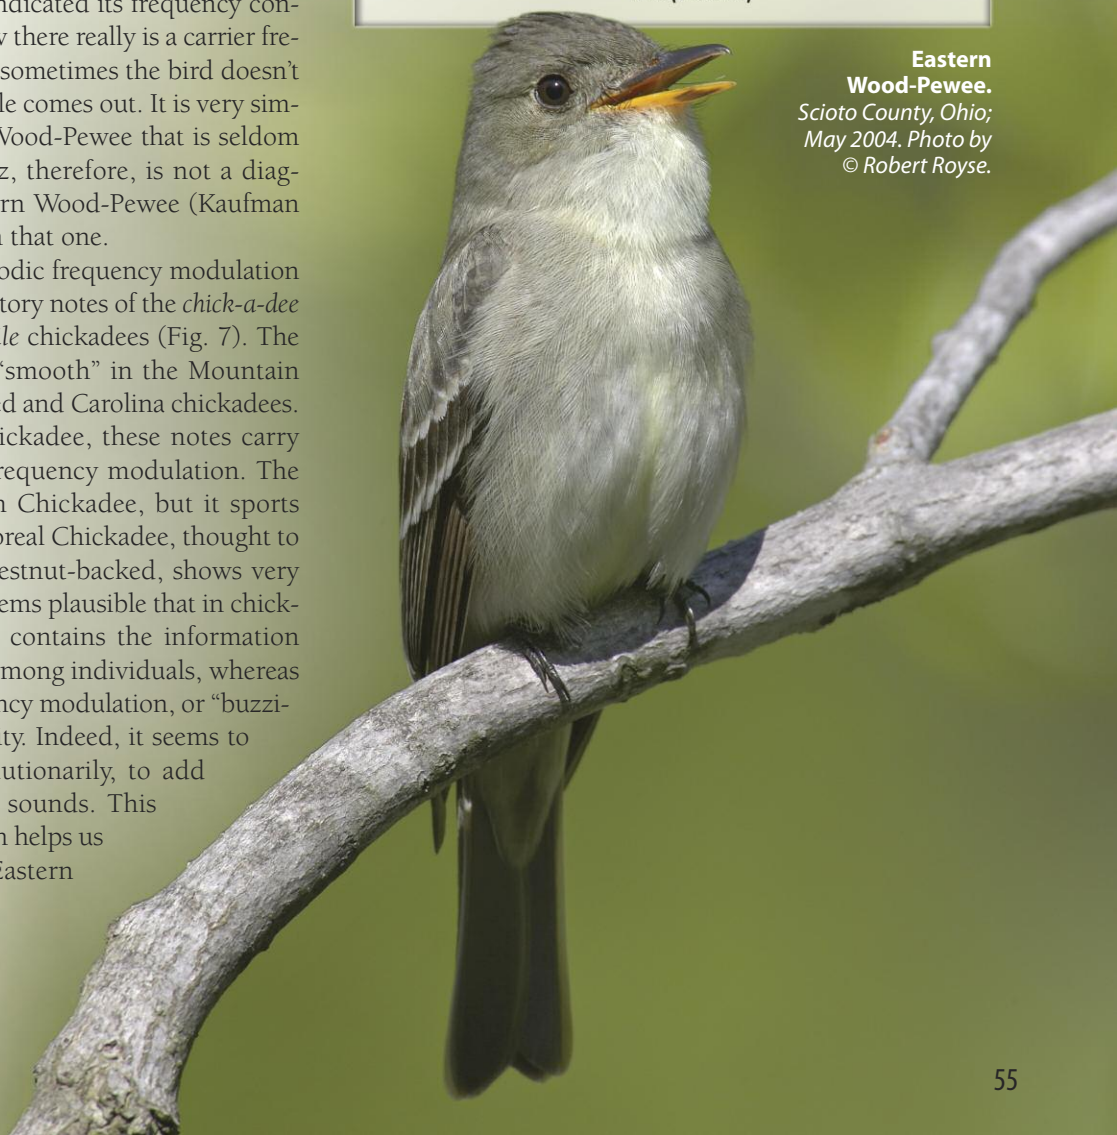 ndicated its frequency con-
there really is a carrier fre-
sometimes the bird doesn't
le comes out. It is very sim-
Wood-Pewee that is seldom
z, therefore, is not a diag-
rn Wood-Pewee (Kaufman
that one.
odic frequency modulation
tory notes of the chick-a-dee
le chickadees (Fig. 7). The
“smooth” in the Mountain
ed and Carolina chickadees.
ickadee, these notes carry
requency modulation. The
n Chickadee, but it sports
oreal Chickadee, thought to
estnut-backed, shows very
ems plausible that in chick-
contains the information
mong individuals, whereas
ncy modulation, or “buzzi-
ity. Indeed, it seems to
utionarily, to add
sounds. This
n helps us
Eastern
Eastern
Wood-Pewee.
Scioto County, Ohio;
May 2004. Photo by
© Robert Royse.
55